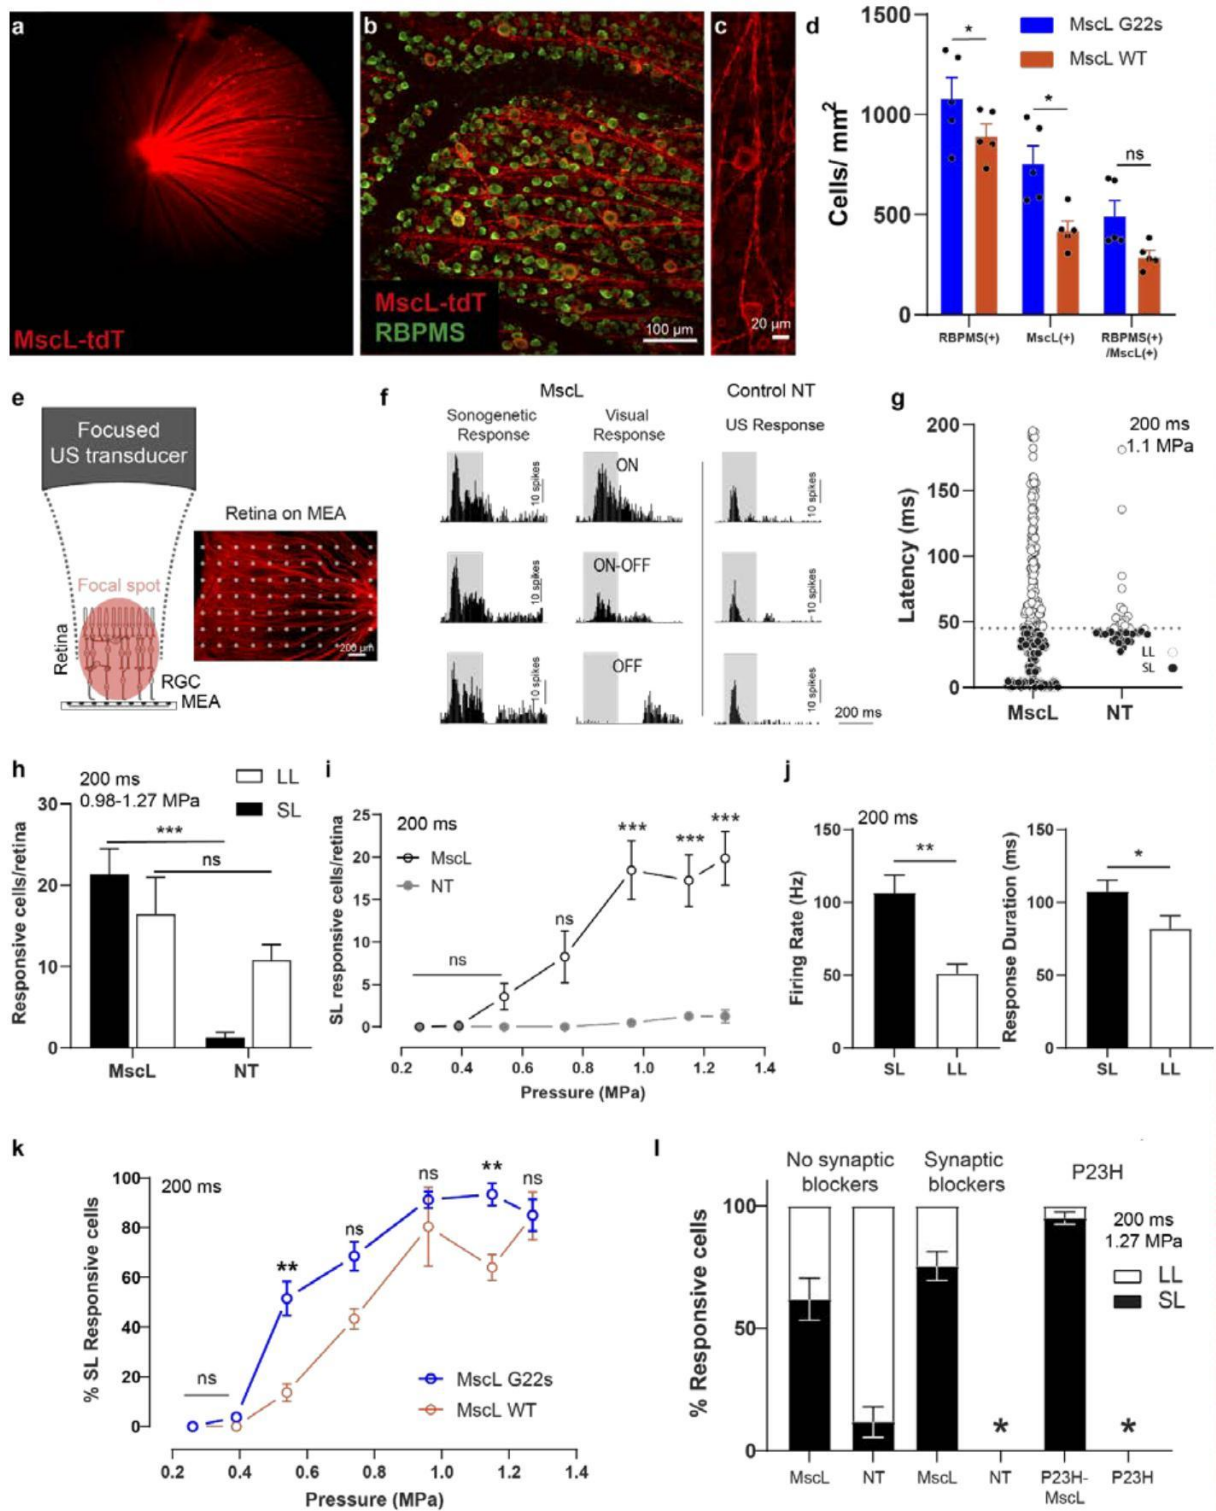 a
MscL-tdT
b
MscL-tdT
RBPMS
100 µm
c
20 µm
d
MscL G22s
MscL WT
Cells/ mm²
1500
1000
500
0
*
*
ns
RBPMS(+)
MscL(+)
RBPMS(+)
/MscL(+)
e
Focused
US transducer
Focal spot
Retina
RGC
MEA
Retina on MEA
200 µm
f
MscL
Control NT
Sonogenetic
Response
Visual
Response
US Response
ON
10 spikes
10 spikes
ON-OFF
10 spikes
10 spikes
OFF
10 spikes
10 spikes
200 ms
g
200 ms
1.1 MPa
Latency (ms)
200
150
100
50
0
LL
SL
MscL
NT
h
200 ms
0.98-1.27 MPa
LL
SL
Responsive cells/retina
30
20
10
0
***
ns
MscL
NT
i
200 ms
MscL
NT
SL responsive cells/retina
25
20
15
10
5
0
ns
ns
***
***
***
0.2
0.4
0.6
0.8
1.0
1.2
1.4
Pressure (MPa)
j
200 ms
Firing Rate (Hz)
150
100
50
0
**
SL
LL
Response Duration (ms)
150
100
50
0
*
SL
LL
k
200 ms
% SL Responsive cells
100
80
60
40
20
0
ns
**
ns
ns
**
ns
MscL G22s
MscL WT
0.2
0.4
0.6
0.8
1.0
1.2
1.4
Pressure (MPa)
l
No synaptic
blockers
Synaptic
blockers
P23H
200 ms
1.27 MPa
LL
SL
% Responsive cells
100
50
0
*
*
MscL
NT
MscL
NT
P23H-
MscL
P23H